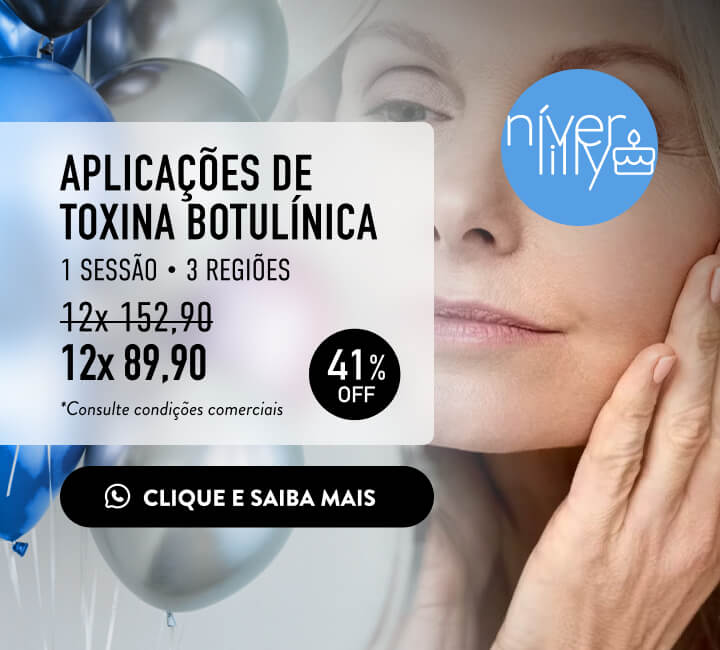 níver
lilly
APLICAÇÕES DE
TOXINA BOTULÍNICA
1 SESSÃO • 3 REGIÕES
12x 152,90
12x 89,90
41%
OFF
*Consulte condições comerciais
CLIQUE E SAIBA MAIS